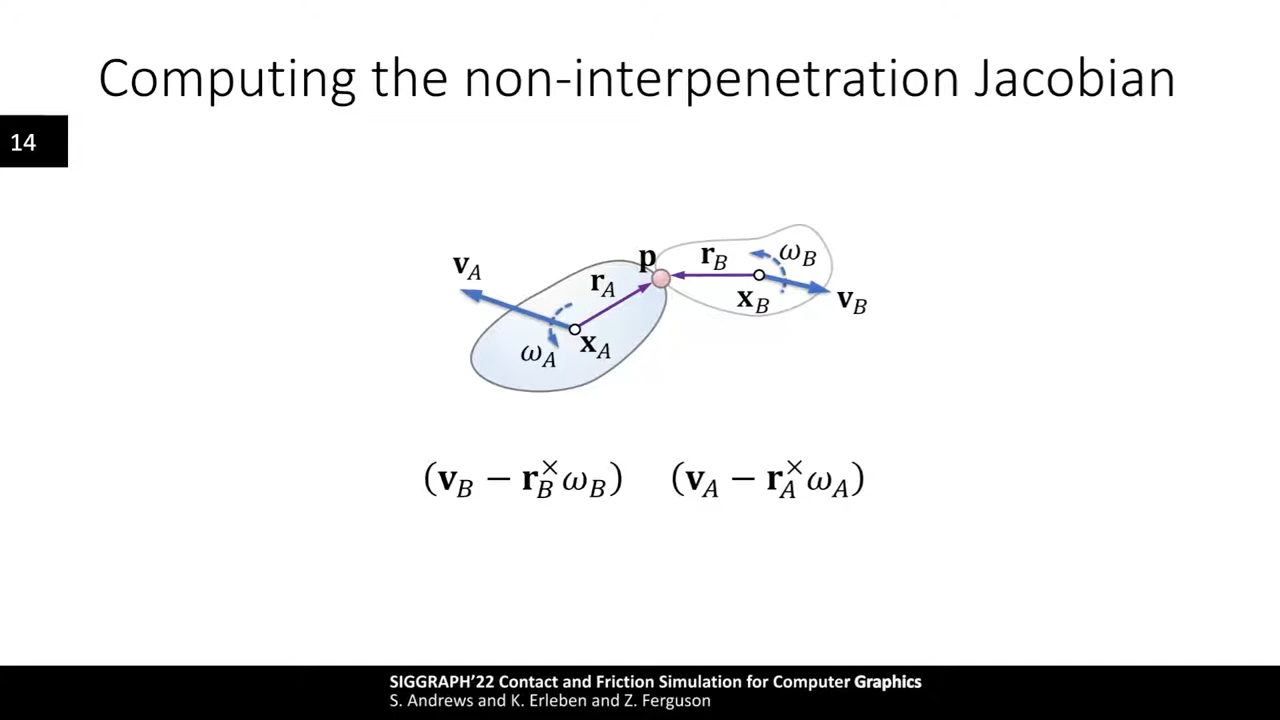 Computing the non-interpenetration Jacobian
14
p
r_B
ω_B
v_A
r_A
x_B
v_B
ω_A
x_A
(v_B − r_B^× ω_B) (v_A − r_A^× ω_A)
SIGGRAPH'22 Contact and Friction Simulation for Computer Graphics
S. Andrews and K. Erleben and Z. Ferguson